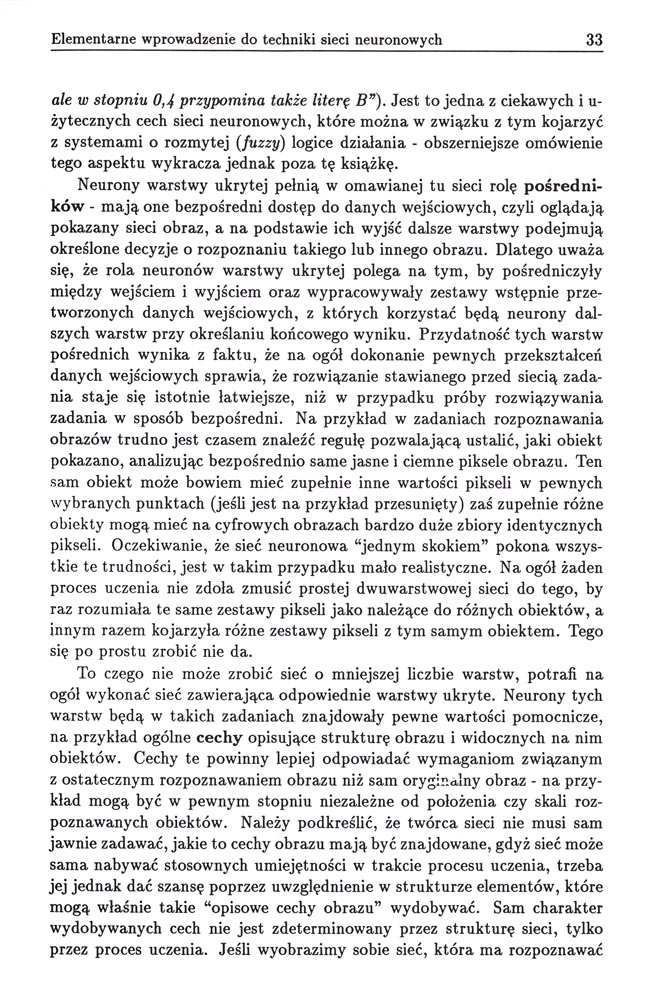 Elementarne wprowadzenie do techniki sieci neuronowych 33
ale w stopniu 0,4 przypomina także literę B”). Jest to jedna z ciekawych i u-
żytecznych cech sieci neuronowych, które można w związku z tym kojarzyć
z systemami o rozmytej (fuzzy) logice działania - obszerniejsze omówienie
tego aspektu wykracza jednak poza tę książkę.
Neurony warstwy ukrytej pełnią w omawianej tu sieci rolę pośredni-
ków - mają one bezpośredni dostęp do danych wejściowych, czyli oglądają
pokazany sieci obraz, a na podstawie ich wyjść dalsze warstwy podejmują
określone decyzje o rozpoznaniu takiego lub innego obrazu. Dlatego uważa
się, że rola neuronów warstwy ukrytej polega na tym, by pośredniczyły
między wejściem i wyjściem oraz wypracowywały zestawy wstępnie prze-
tworzonych danych wejściowych, z których korzystać będą neurony dal-
szych warstw przy określaniu końcowego wyniku. Przydatność tych warstw
pośrednich wynika z faktu, że na ogół dokonanie pewnych przekształceń
danych wejściowych sprawia, że rozwiązanie stawianego przed siecią zada-
nia staje się istotnie łatwiejsze, niż w przypadku próby rozwiązywania
zadania w sposób bezpośredni. Na przykład w zadaniach rozpoznawania
obrazów trudno jest czasem znaleźć regułę pozwalającą ustalić, jaki obiekt
pokazano, analizując bezpośrednio same jasne i ciemne piksele obrazu. Ten
sam obiekt może bowiem mieć zupełnie inne wartości pikseli w pewnych
wybranych punktach (jeśli jest na przykład przesunięty) zaś zupełnie różne
obiekty mogą mieć na cyfrowych obrazach bardzo duże zbiory identycznych
pikseli. Oczekiwanie, że sieć neuronowa “jednym skokiem” pokona wszys-
tkie te trudności, jest w takim przypadku mało realistyczne. Na ogół żaden
proces uczenia nie zdoła zmusić prostej dwuwarstwowej sieci do tego, by
raz rozumiała te same zestawy pikseli jako należące do różnych obiektów, a
innym razem kojarzyła różne zestawy pikseli z tym samym obiektem. Tego
się po prostu zrobić nie da.
To czego nie może zrobić sieć o mniejszej liczbie warstw, potrafi na
ogół wykonać sieć zawierająca odpowiednie warstwy ukryte. Neurony tych
warstw będą w takich zadaniach znajdowały pewne wartości pomocnicze,
na przykład ogólne cechy opisujące strukturę obrazu i widocznych na nim
obiektów. Cechy te powinny lepiej odpowiadać wymaganiom związanym
z ostatecznym rozpoznawaniem obrazu niż sam oryginalny obraz - na przy-
kład mogą być w pewnym stopniu niezależne od położenia czy skali roz-
poznawanych obiektów. Należy podkreślić, że twórca sieci nie musi sam
jawnie zadawać, jakie to cechy obrazu mają być znajdowane, gdyż sieć może
sama nabywać stosownych umiejętności w trakcie procesu uczenia, trzeba
jej jednak dać szansę poprzez uwzględnienie w strukturze elementów, które
mogą właśnie takie “opisowe cechy obrazu” wydobywać. Sam charakter
wydobywanych cech nie jest zdeterminowany przez strukturę sieci, tylko
przez proces uczenia. Jeśli wyobrazimy sobie sieć, która ma rozpoznawać